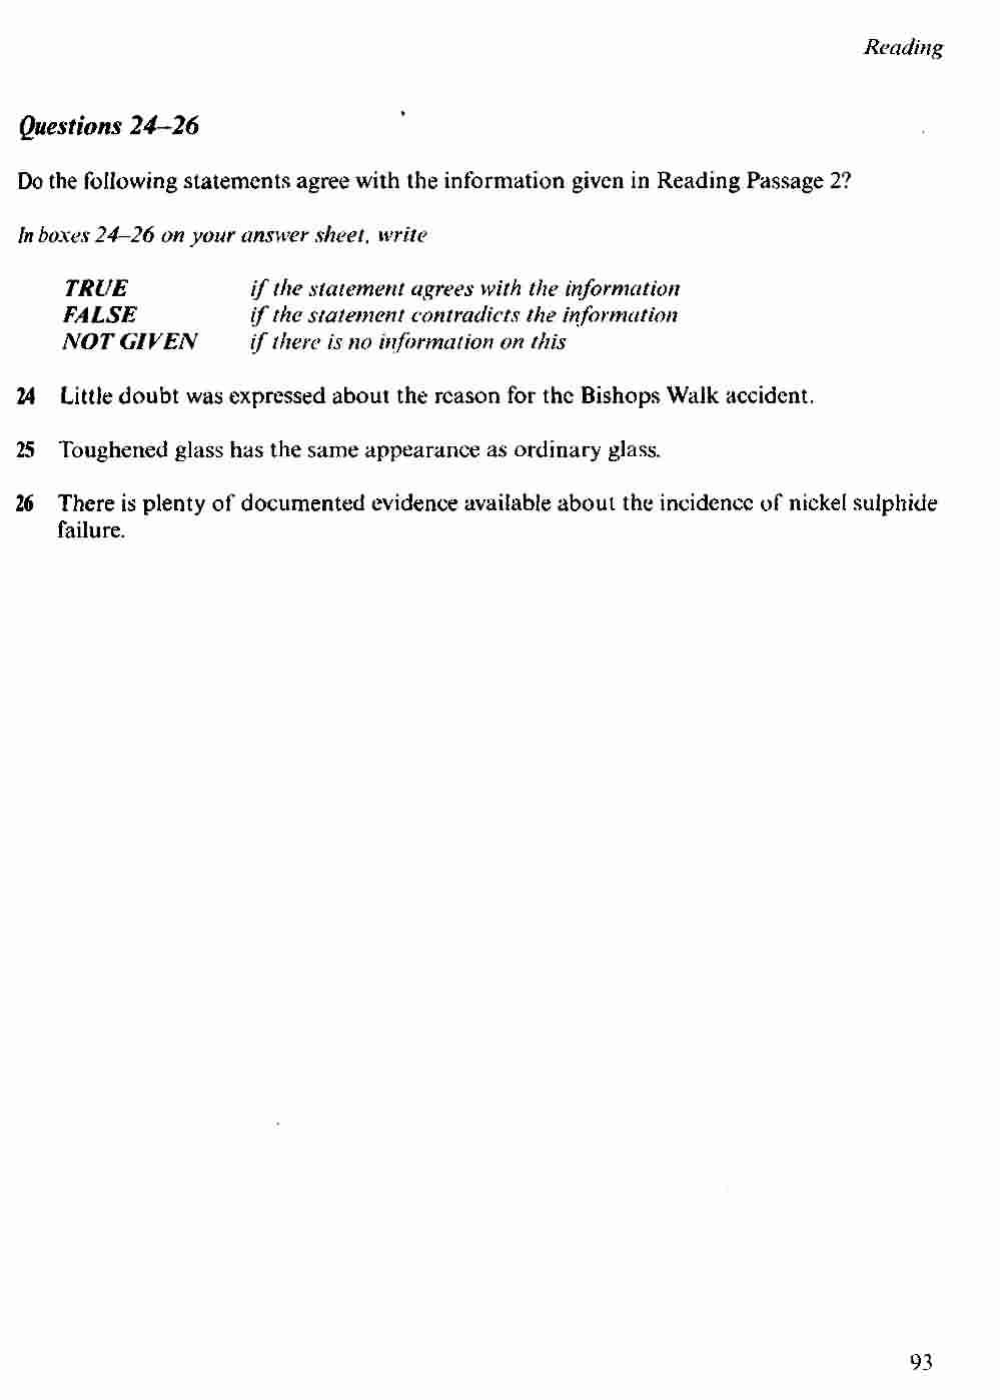 Reading
Questions 24–26
Do the following statements agree with the information given in Reading Passage 2?
In boxes 24–26 on your answer sheet, write
TRUE if the statement agrees with the information
FALSE if the statement contradicts the information
NOT GIVEN if there is no information on this
24 Little doubt was expressed about the reason for the Bishops Walk accident.
25 Toughened glass has the same appearance as ordinary glass.
26 There is plenty of documented evidence available about the incidence of nickel sulphide
failure.
93